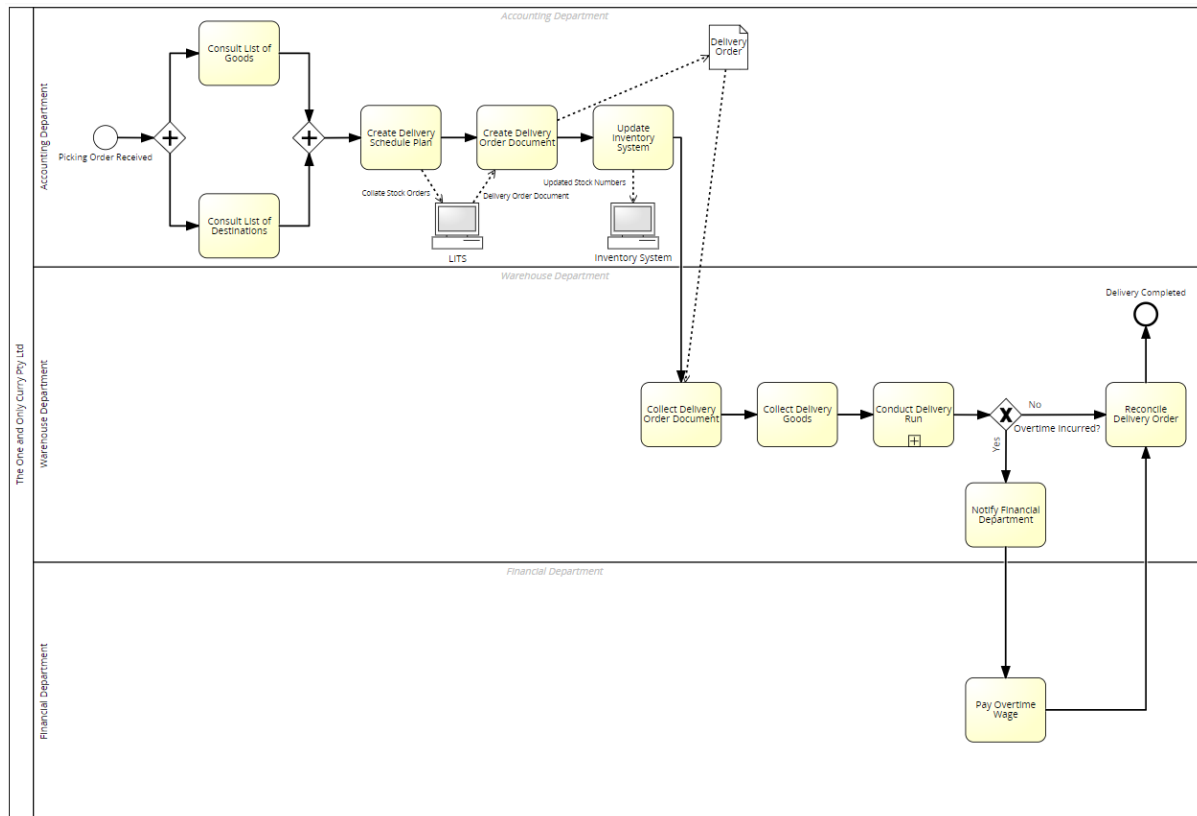 The One and Only Curry Pty Ltd
Accounting Department
Accounting Department
Picking Order Received
Consult List of
Goods
Consult List of
Destinations
Create Delivery
Schedule Plan
Create Delivery
Order Document
Update
Inventory
System
Delivery
Order
Collate Stock Orders
Delivery Order Document
Updated Stock Numbers
LITS
Inventory System
Warehouse Department
Warehouse Department
Delivery Completed
Collect Delivery
Order Document
Collect Delivery
Goods
Conduct Delivery
Run
No
Overtime Incurred?
Yes
Reconcile
Delivery Order
Notify Financial
Department
Financial Department
Financial Department
Pay Overtime
Wage